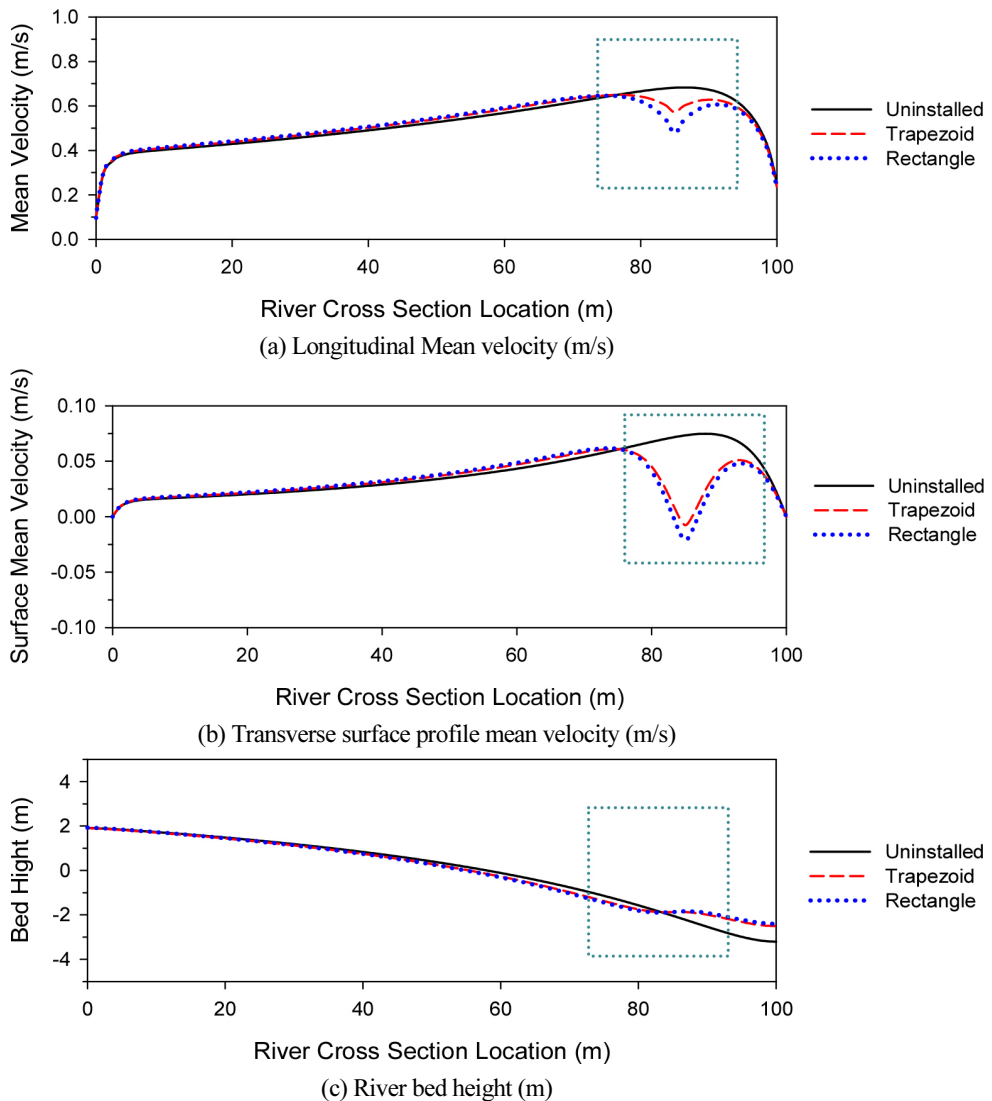 Mean Velocity (m/s)
1.0
0.8
0.6
0.4
0.2
0.0
0 20 40 60 80 100
River Cross Section Location (m)
Uninstalled
Trapezoid
Rectangle
(a) Longitudinal Mean velocity (m/s)
Surface Mean Velocity (m/s)
0.10
0.05
0.00
-0.05
-0.10
0 20 40 60 80 100
River Cross Section Location (m)
Uninstalled
Trapezoid
Rectangle
(b) Transverse surface profile mean velocity (m/s)
Bed Hight (m)
4
2
0
-2
-4
0 20 40 60 80 100
River Cross Section Location (m)
Uninstalled
Trapezoid
Rectangle
(c) River bed height (m)